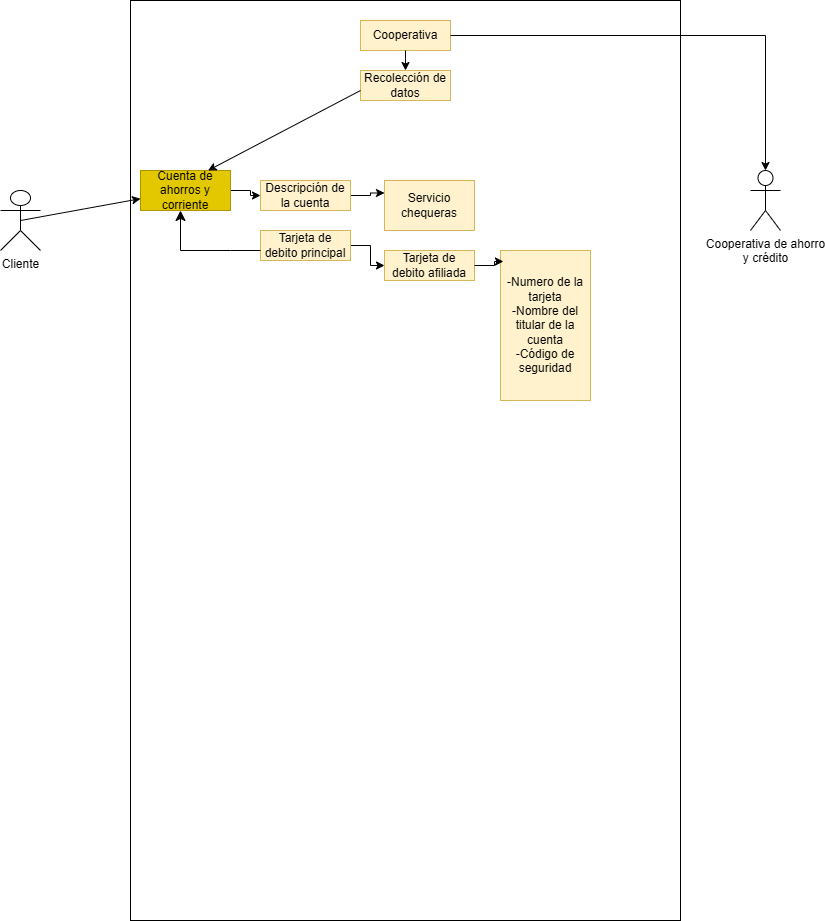 Cooperativa
Recolección de
datos
Cuenta de
ahorros y
corriente
Descripción de
la cuenta
Servicio
chequeras
Tarjeta de
debito principal
Tarjeta de
debito afiliada
-Numero de la
tarjeta
-Nombre del
titular de la
cuenta
-Código de
seguridad
Cliente
Cooperativa de ahorro
y crédito